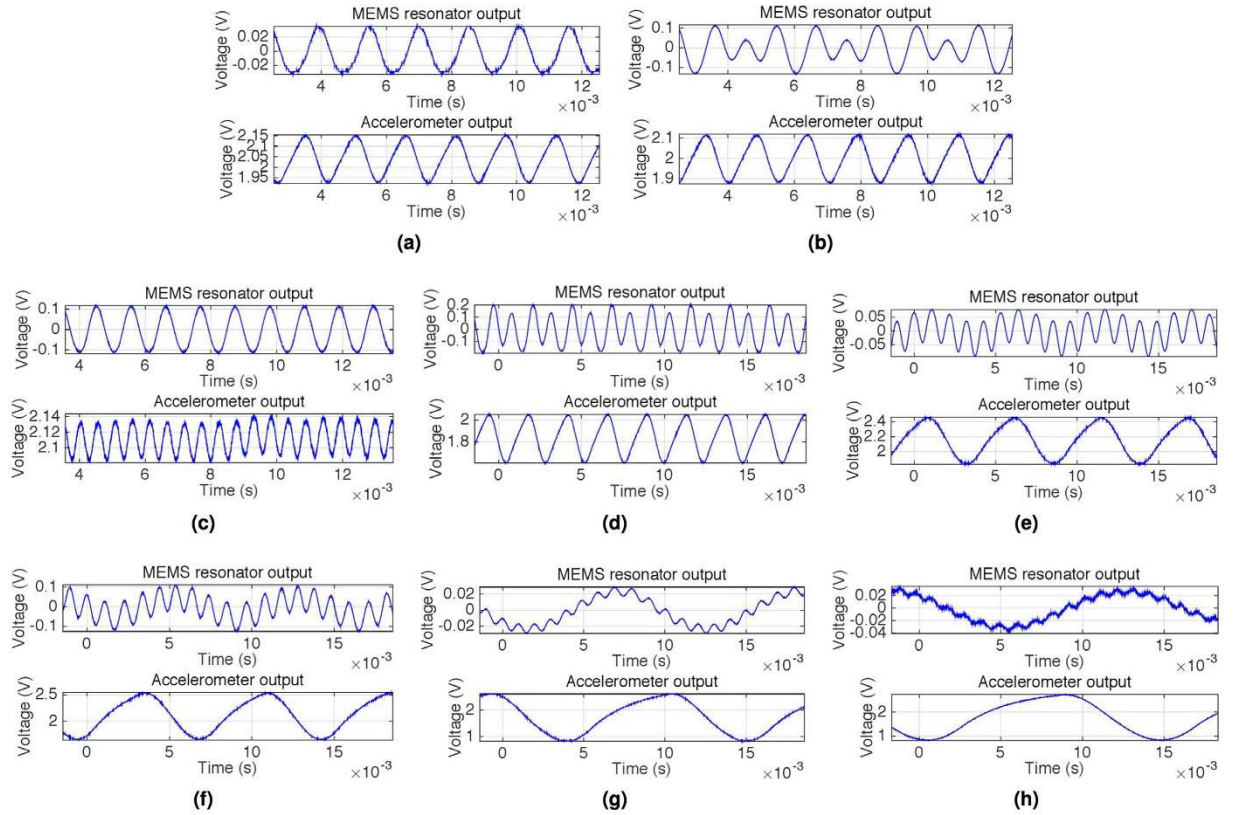 MEMS resonator output
Voltage (V)
0.02
0
-0.02
4 6 8 10 12
Time (s) ×10⁻³
Accelerometer output
Voltage (V)
2.15
2.1
2.05
2
1.95
4 6 8 10 12
Time (s) ×10⁻³
(a)
MEMS resonator output
Voltage (V)
0.1
0
-0.1
4 6 8 10 12
Time (s) ×10⁻³
Accelerometer output
Voltage (V)
2.1
2
1.9
4 6 8 10 12
Time (s) ×10⁻³
(b)
MEMS resonator output
Voltage (V)
0.1
0
-0.1
4 6 8 10 12
Time (s) ×10⁻³
Accelerometer output
Voltage (V)
2.14
2.12
2.1
4 6 8 10 12
Time (s) ×10⁻³
(c)
MEMS resonator output
Voltage (V)
0.2
0.1
0
-0.1
0 5 10 15
Time (s) ×10⁻³
Accelerometer output
Voltage (V)
2
1.8
0 5 10 15
Time (s) ×10⁻³
(d)
MEMS resonator output
Voltage (V)
0.05
0
-0.05
0 5 10 15
Time (s) ×10⁻³
Accelerometer output
Voltage (V)
2.4
2.2
2
0 5 10 15
Time (s) ×10⁻³
(e)
MEMS resonator output
Voltage (V)
0.1
0
-0.1
0 5 10 15
Time (s) ×10⁻³
Accelerometer output
Voltage (V)
2.5
2
0 5 10 15
Time (s) ×10⁻³
(f)
MEMS resonator output
Voltage (V)
0.02
0
-0.02
0 5 10 15
Time (s) ×10⁻³
Accelerometer output
Voltage (V)
2
1
0 5 10 15
Time (s) ×10⁻³
(g)
MEMS resonator output
Voltage (V)
0.02
0
-0.02
-0.04
0 5 10 15
Time (s) ×10⁻³
Accelerometer output
Voltage (V)
2
1
0 5 10 15
Time (s) ×10⁻³
(h)